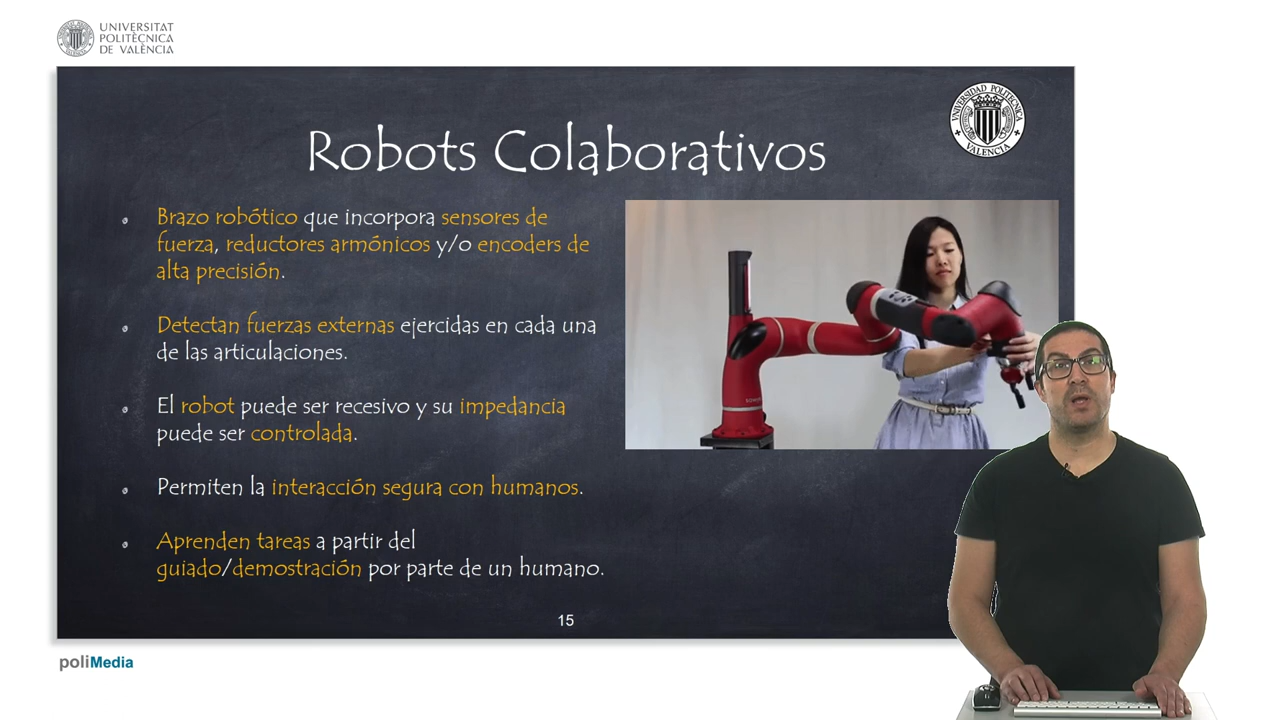 UNIVERSITAT
POLITÈCNICA
DE VALÈNCIA
UNIVERSIDAD POLITECNICA
VALENCIA
Robots Colaborativos
Brazo robótico que incorpora sensores de
fuerza, reductores armónicos y/o encoders de
alta precisión.
Detectan fuerzas externas ejercidas en cada una
de las articulaciones.
El robot puede ser recesivo y su impedancia
puede ser controlada.
Permiten la interacción segura con humanos.
Aprenden tareas a partir del
guiado/demostración por parte de un humano.
15
poliMedia